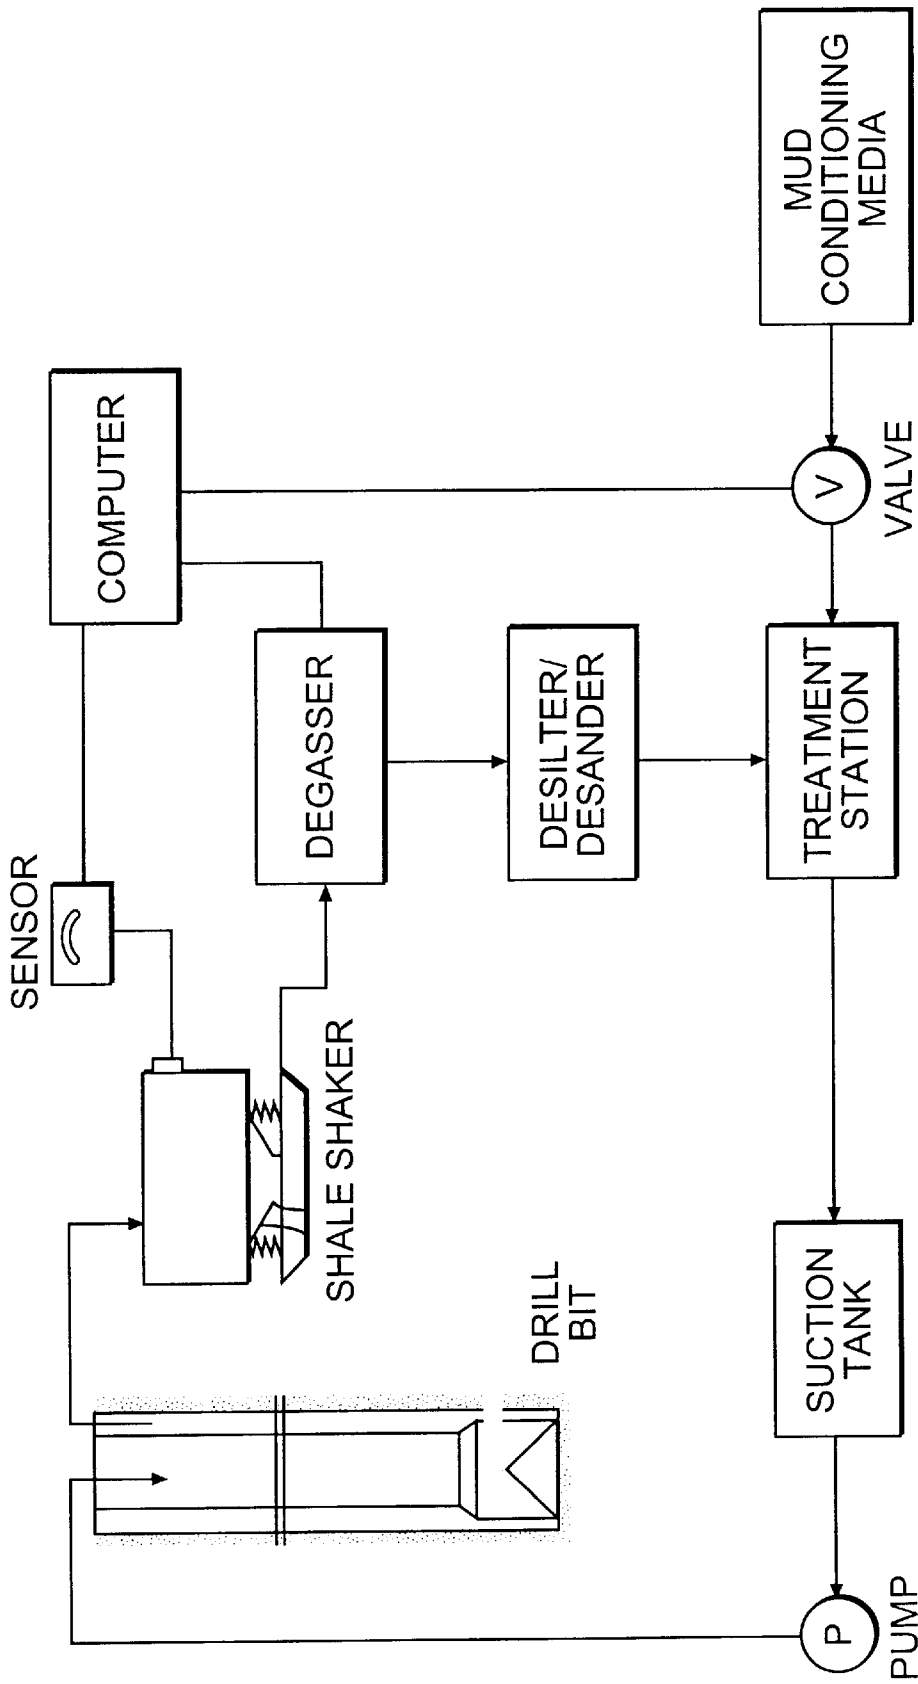 SENSOR
COMPUTER
SHALE SHAKER
DEGASSER
DRILL
BIT
DESILTER/
DESANDER
P
PUMP
SUCTION
TANK
TREATMENT
STATION
V
VALVE
MUD
CONDITIONING
MEDIA